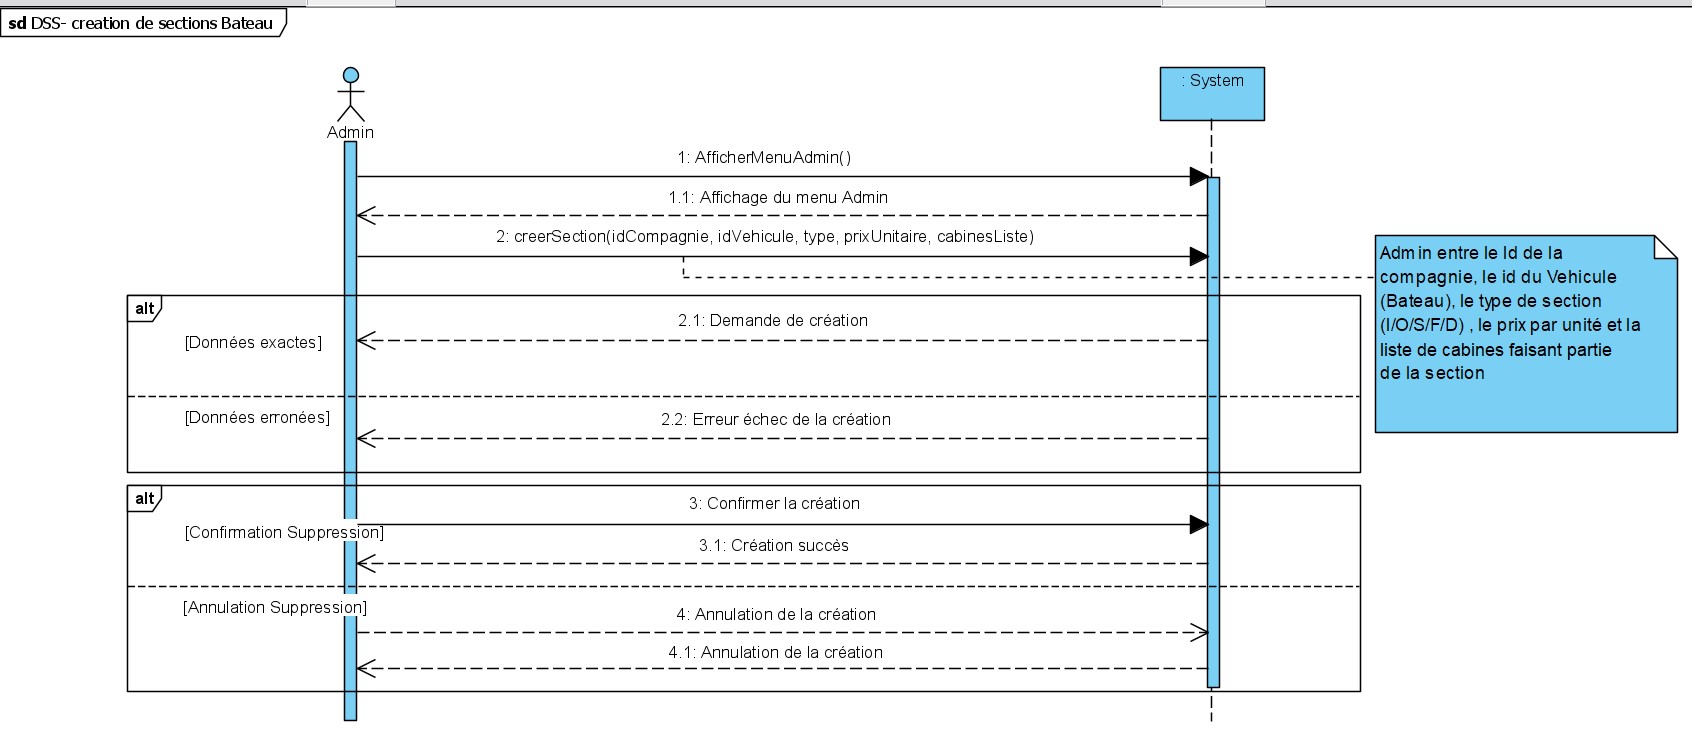 sd DSS- creation de sections Bateau
: System
Admin
1: AfficherMenuAdmin()
1.1: Affichage du menu Admin
2: creerSection(idCompagnie, idVehicule, type, prixUnitaire, cabinesListe)
Admin entre le Id de la
compagnie, le id du Vehicule
(Bateau), le type de section
(I/O/S/F/D) , le prix par unité et la
liste de cabines faisant partie
de la section
alt
2.1: Demande de création
[Données exactes]
[Données erronées]
2.2: Erreur échec de la création
alt
3: Confirmer la création
[Confirmation Suppression]
3.1: Création succès
[Annulation Suppression]
4: Annulation de la création
4.1: Annulation de la création